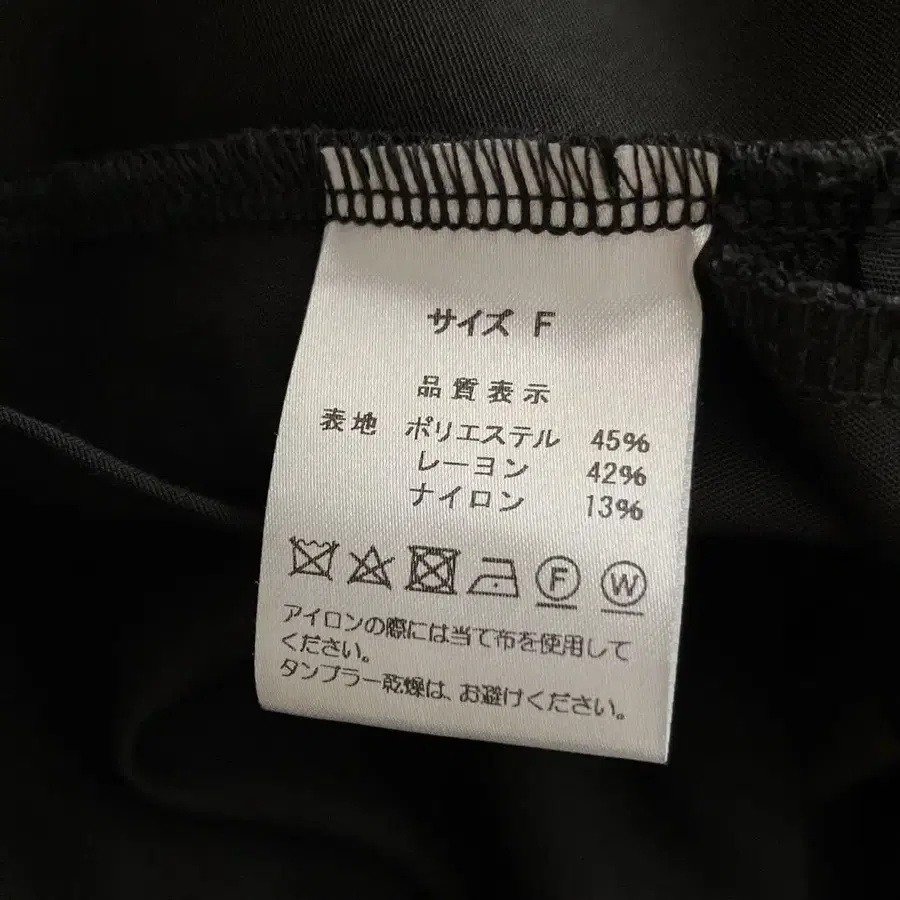 サイズ F
品質表示
表地 ポリエステル 45%
レーヨン 42%
ナイロン 13%
F W
アイロンの際には当て布を使用して
ください。
タンブラー乾燥は、お避けください。